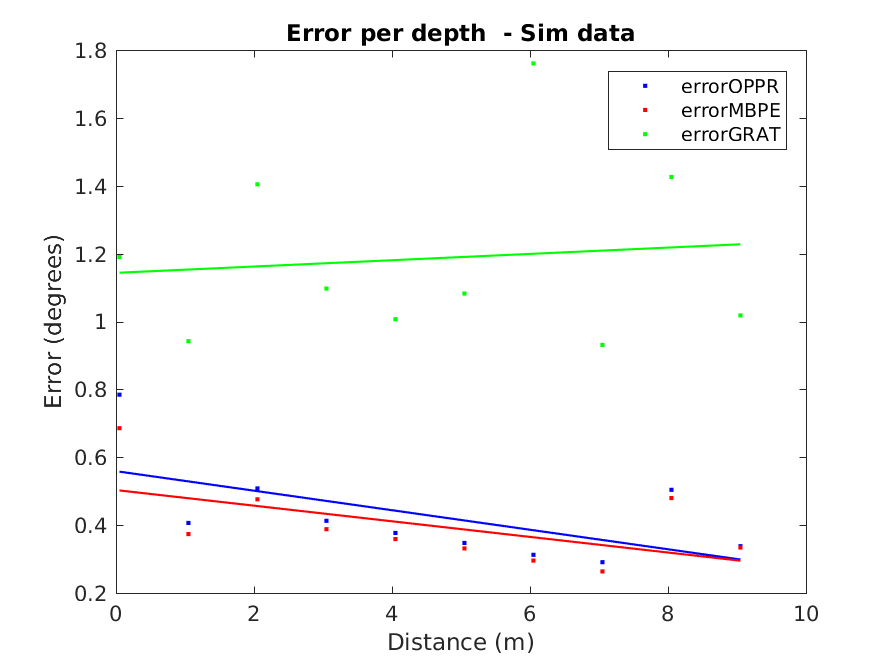 Error per depth - Sim data
errorOPPR
errorMBPE
errorGRAT
Error (degrees)
1.8
1.6
1.4
1.2
1
0.8
0.6
0.4
0.2
0 2 4 6 8 10
Distance (m)